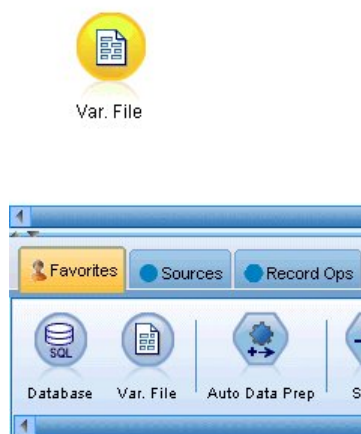 Var. File
Favorites Sources Record Ops
SQL
Database Var. File Auto Data Prep